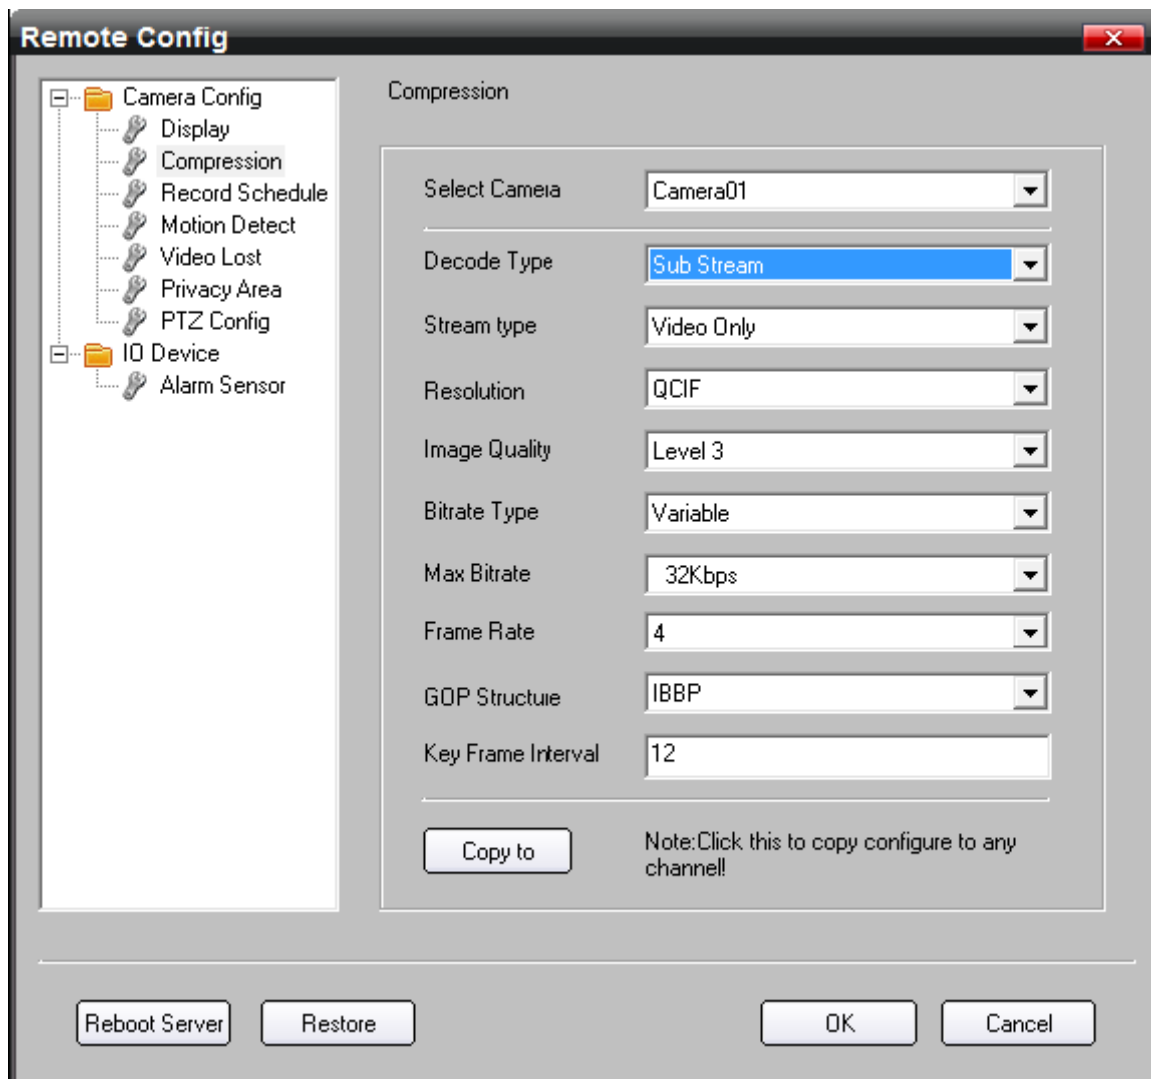 Remote Config
Camera Config
Display
Compression
Record Schedule
Motion Detect
Video Lost
Privacy Area
PTZ Config
IO Device
Alarm Sensor
Compression
Select Camera
Camera01
Decode Type
Sub Stream
Stream type
Video Only
Resolution
QCIF
Image Quality
Level 3
Bitrate Type
Variable
Max Bitrate
32Kbps
Frame Rate
4
GOP Structure
IBBP
Key Frame Interval
12
Copy to
Note:Click this to copy configure to any
channel!
Reboot Server
Restore
OK
Cancel